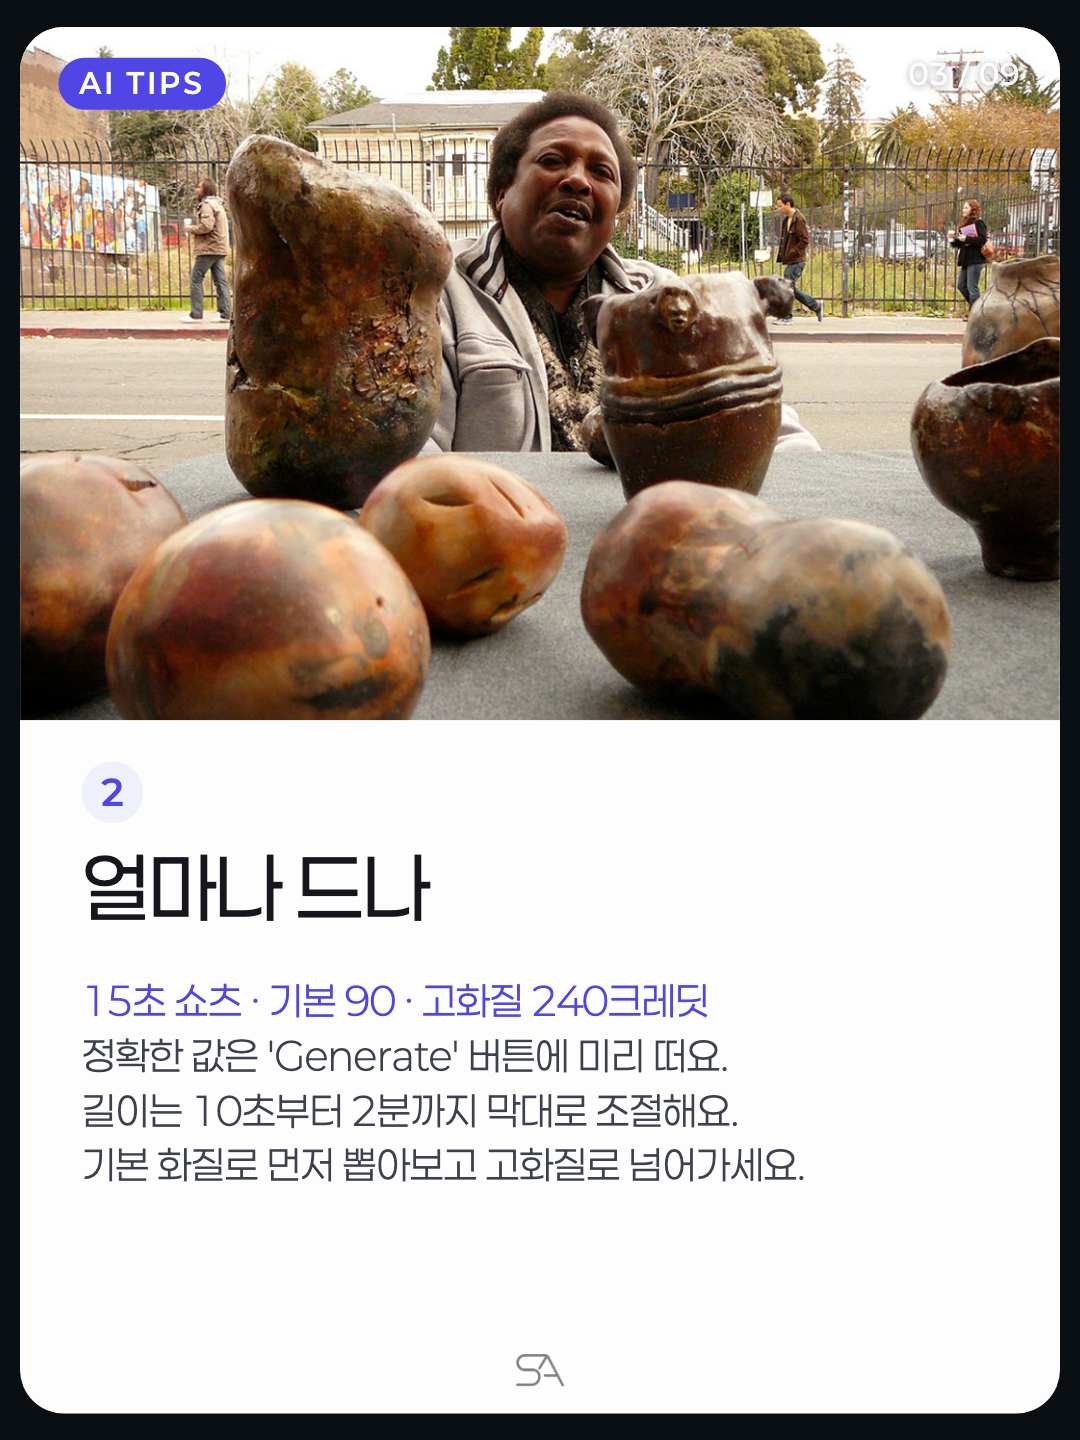 AI TIPS
03 / 09
2
얼마나 드나
15초 쇼츠 · 기본 90 · 고화질 240크레딧
정확한 값은 'Generate' 버튼에 미리 떠요.
길이는 10초부터 2분까지 막대로 조절해요.
기본 화질로 먼저 뽑아보고 고화질로 넘어가세요.
SA